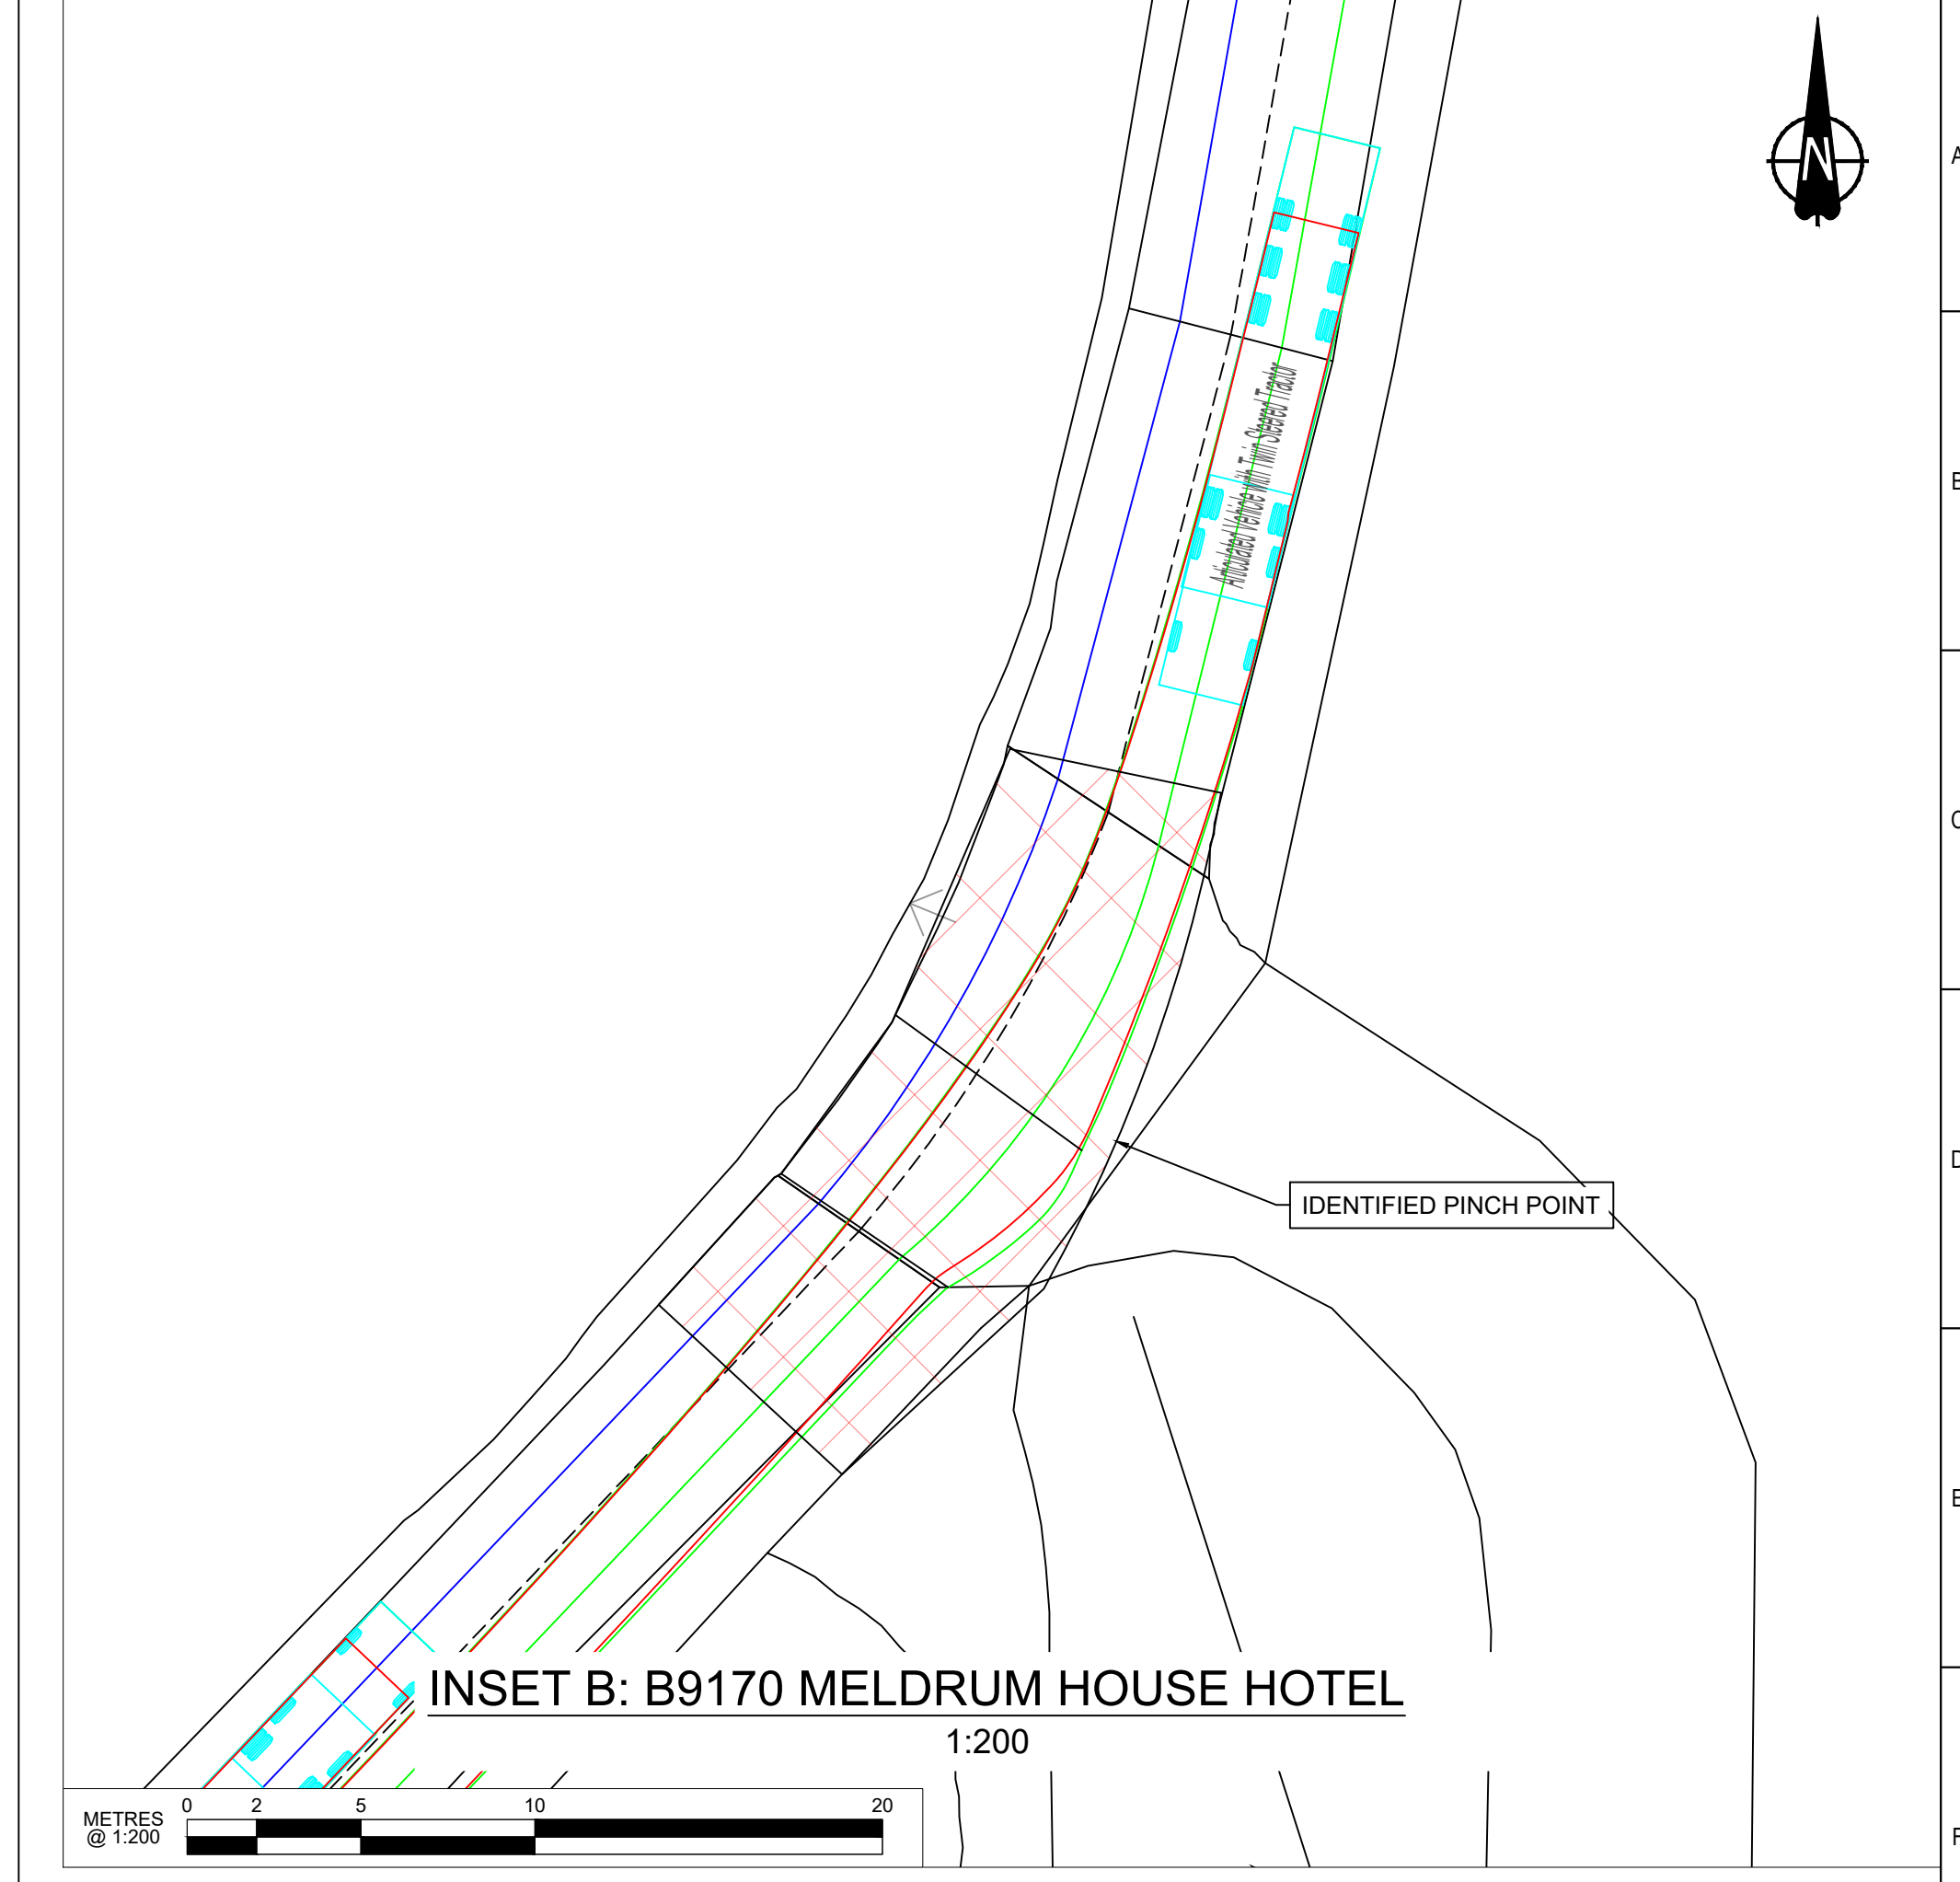 N
A
B
Articulated Vehicle with Twin Steered Tractor
C
D
IDENTIFIED PINCH POINT
E
INSET B: B9170 MELDRUM HOUSE HOTEL
1:200
0 2 5 10 20
METRES
@ 1:200
F